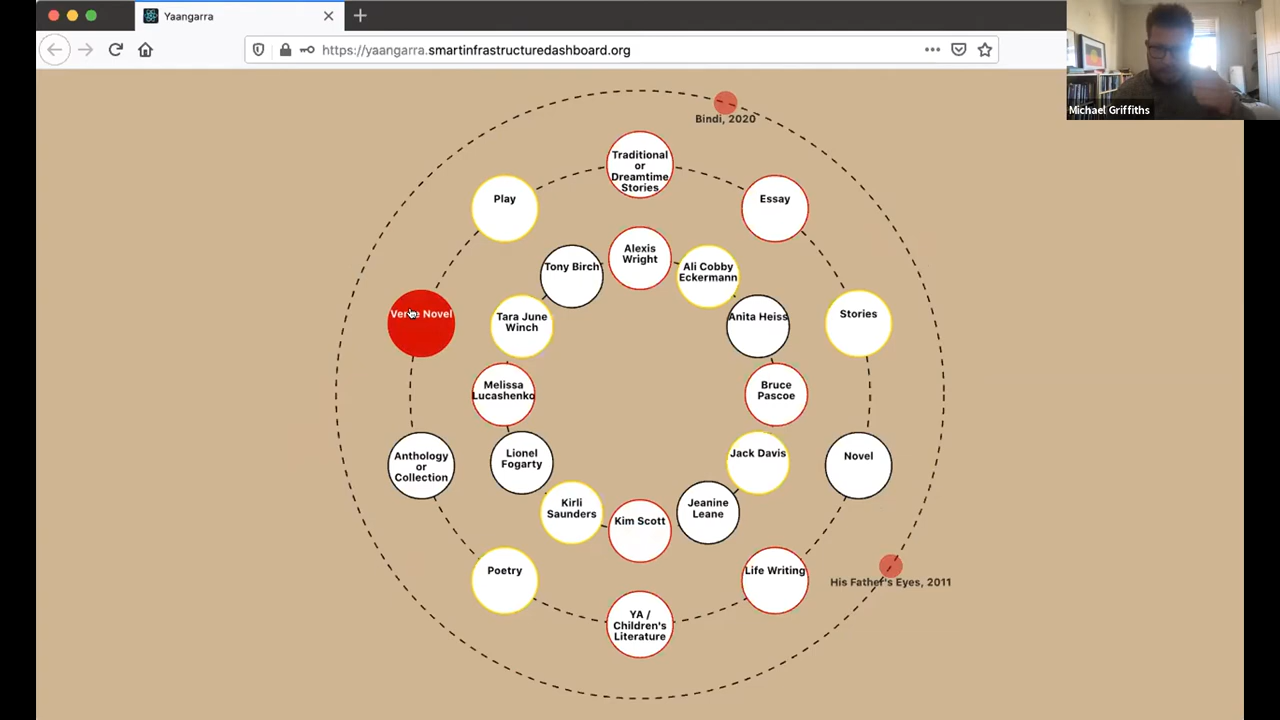 Yaangarra
https://yaangarra.smartinfrastructuredashboard.org
Michael Griffiths
Bindi, 2020
Traditional
or
Dreamtime
Stories
Play
Essay
Alexis
Wright
Tony Birch
Ali Cobby
Eckermann
Verse Novel
Tara June
Winch
Anita Heiss
Stories
Melissa
Lucashenko
Bruce
Pascoe
Anthology
or
Collection
Lionel
Fogarty
Jack Davis
Novel
Kirli
Saunders
Kim Scott
Jeanine
Leane
Poetry
Life Writing
His Father's Eyes, 2011
YA /
Children's
Literature